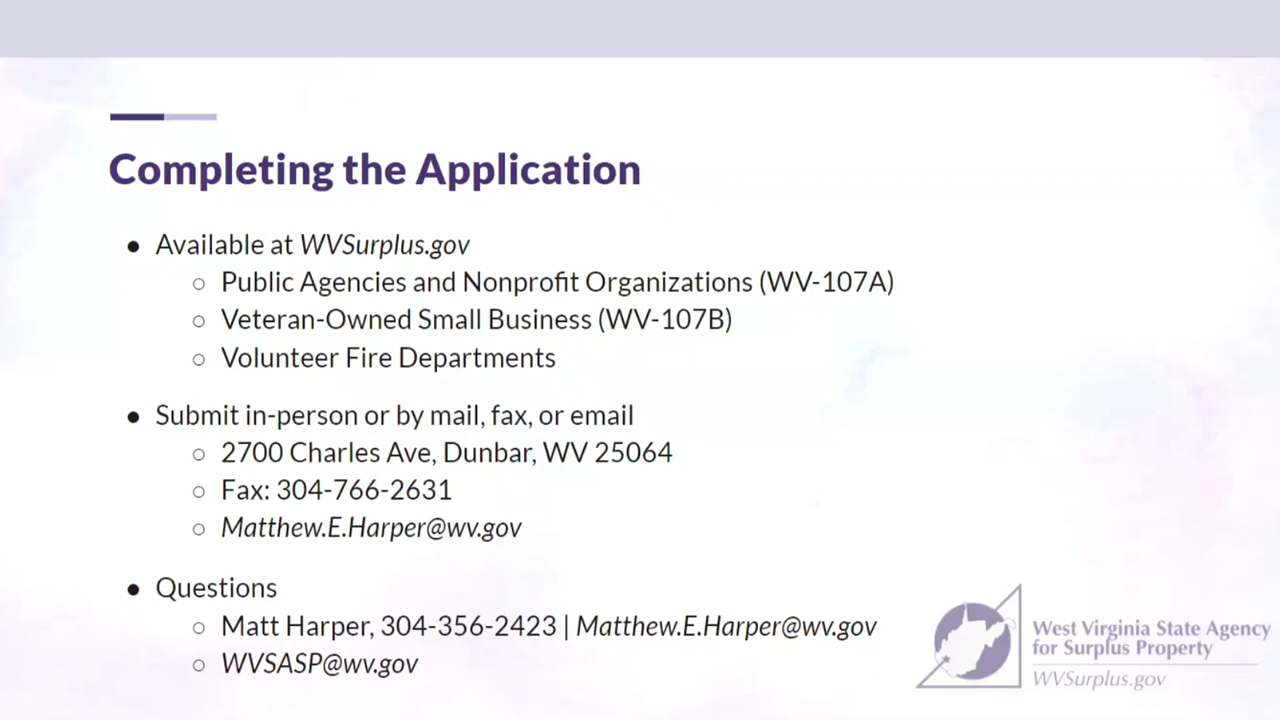 Completing the Application
● Available at WVSurplus.gov
○ Public Agencies and Nonprofit Organizations (WV-107A)
○ Veteran-Owned Small Business (WV-107B)
○ Volunteer Fire Departments
● Submit in-person or by mail, fax, or email
○ 2700 Charles Ave, Dunbar, WV 25064
○ Fax: 304-766-2631
○ Matthew.E.Harper@wv.gov
● Questions
○ Matt Harper, 304-356-2423 | Matthew.E.Harper@wv.gov
○ WVSASP@wv.gov
West Virginia State Agency
for Surplus Property
WVSurplus.gov